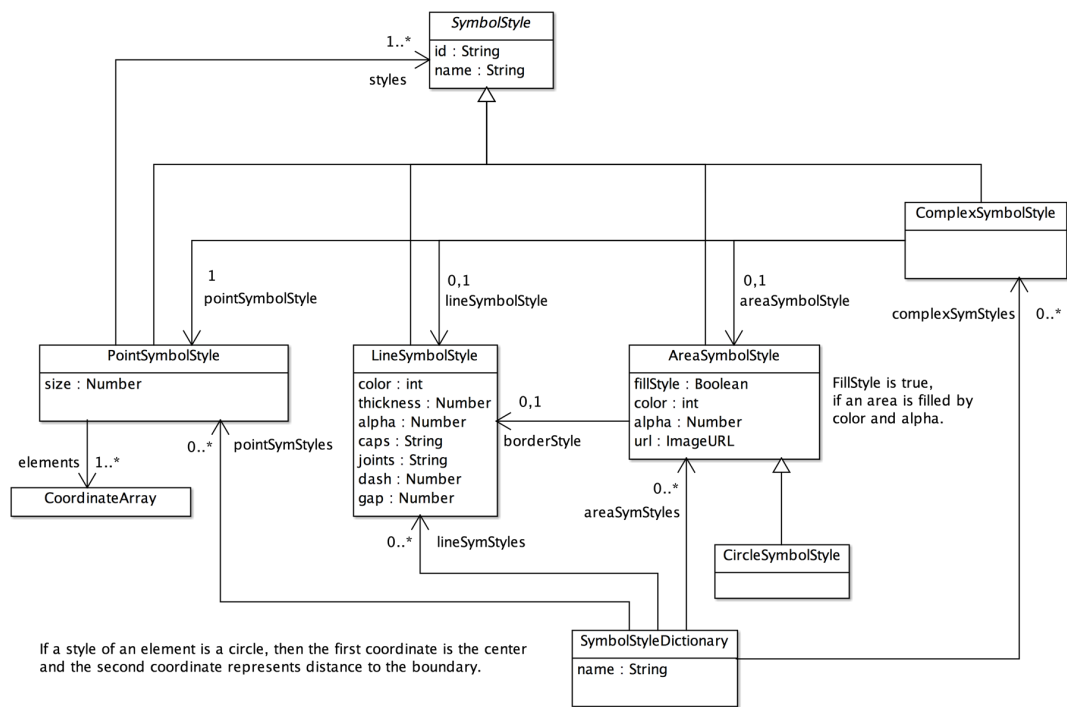 SymbolStyle
id : String
name : String
1..*
styles
ComplexSymbolStyle
1
pointSymbolStyle
0,1
lineSymbolStyle
0,1
areaSymbolStyle
complexSymStyles
0..*
PointSymbolStyle
size : Number
LineSymbolStyle
color : int
thickness : Number
alpha : Number
caps : String
joints : String
dash : Number
gap : Number
AreaSymbolStyle
fillStyle : Boolean
color : int
alpha : Number
url : ImageURL
FillStyle is true,
if an area is filled by
color and alpha.
0,1
borderStyle
0..*
pointSymStyles
elements
1..*
CoordinateArray
0..*
areaSymStyles
0..*
lineSymStyles
CircleSymbolStyle
SymbolStyleDictionary
name : String
If a style of an element is a circle, then the first coordinate is the center
and the second coordinate represents distance to the boundary.